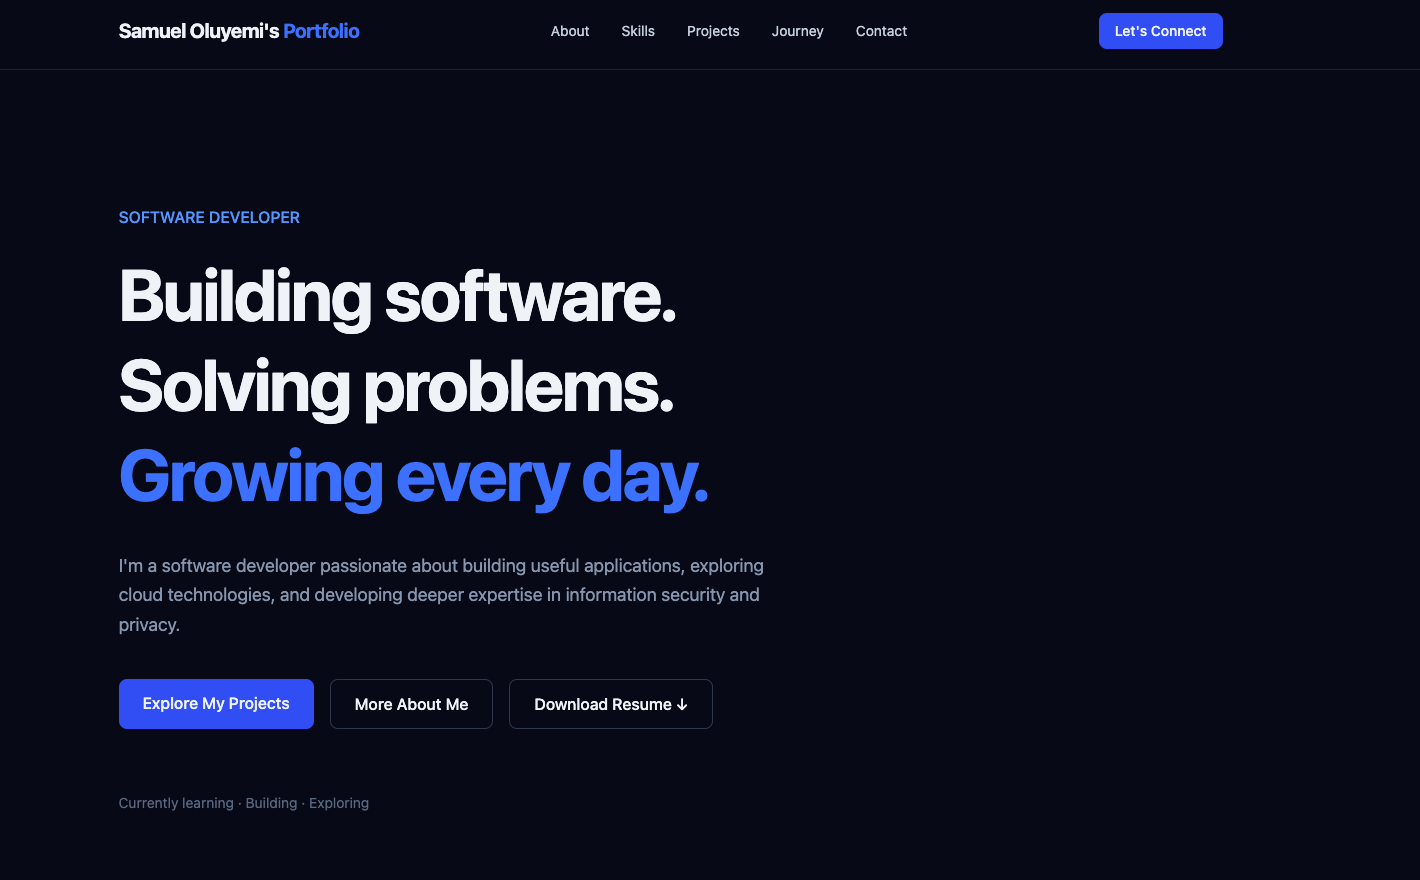 Samuel Oluyemi's Portfolio
About
Skills
Projects
Journey
Contact
Let's Connect
SOFTWARE DEVELOPER
Building software.
Solving problems.
Growing every day.
I'm a software developer passionate about building useful applications, exploring
cloud technologies, and developing deeper expertise in information security and
privacy.
Explore My Projects
More About Me
Download Resume ↓
Currently learning · Building · Exploring